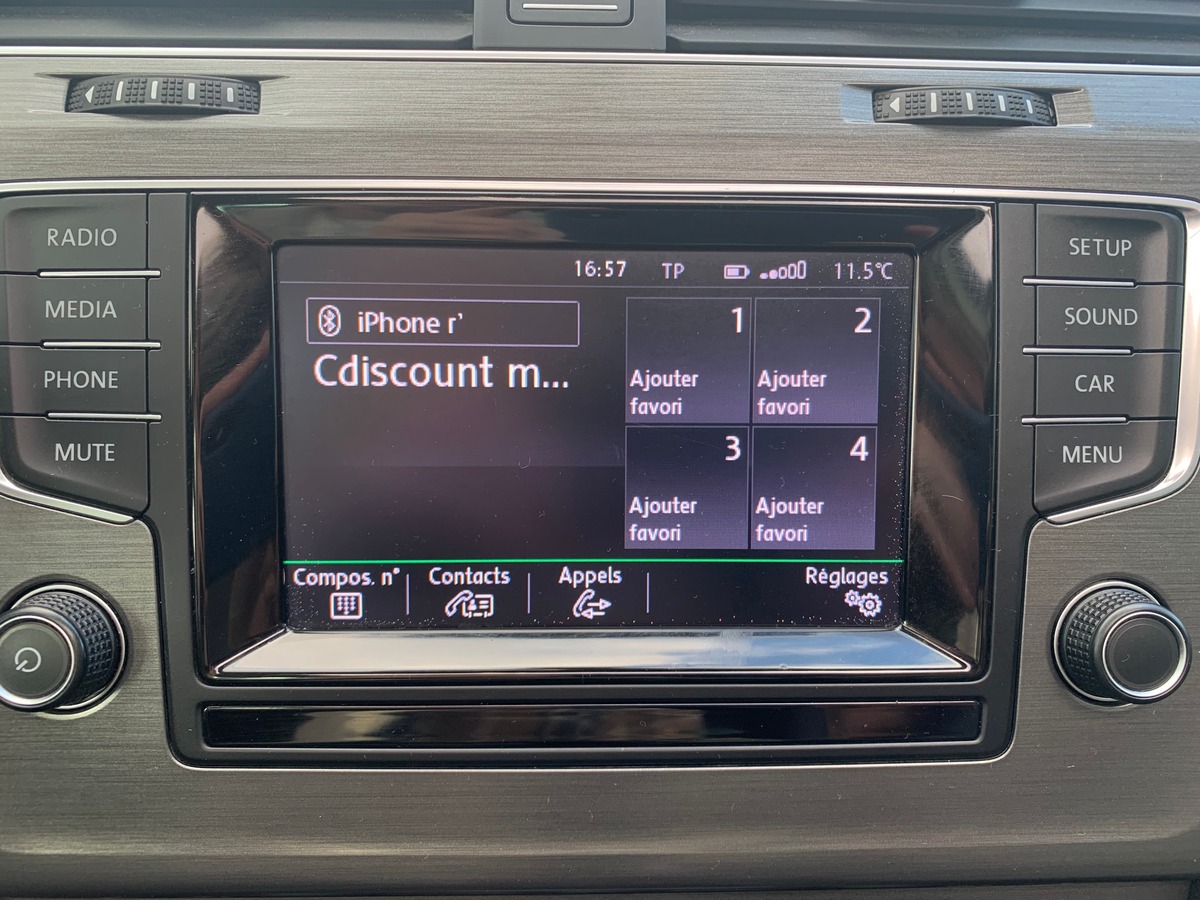 RADIO
MEDIA
PHONE
MUTE
16:57 TP 11.5°C
iPhone r'
Cdiscount m...
1
Ajouter
favori
2
Ajouter
favori
3
Ajouter
favori
4
Ajouter
favori
Compos. n° Contacts Appels Réglages
SETUP
SOUND
CAR
MENU